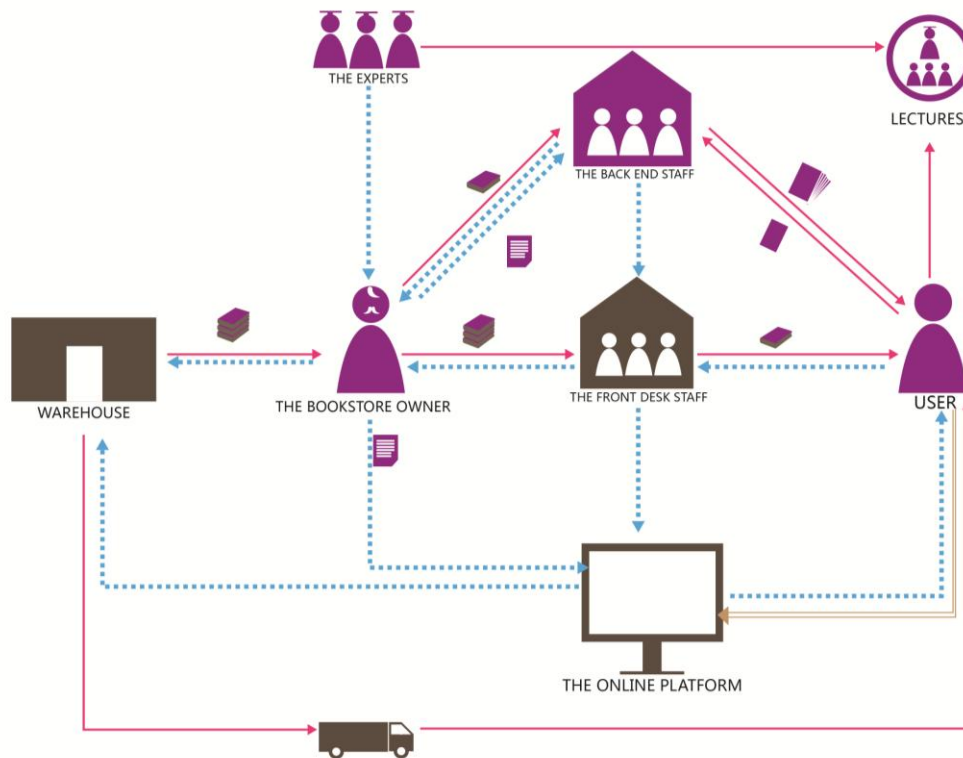 THE EXPERTS
LECTURES
THE BACK END STAFF
WAREHOUSE
THE BOOKSTORE OWNER
THE FRONT DESK STAFF
USER
THE ONLINE PLATFORM